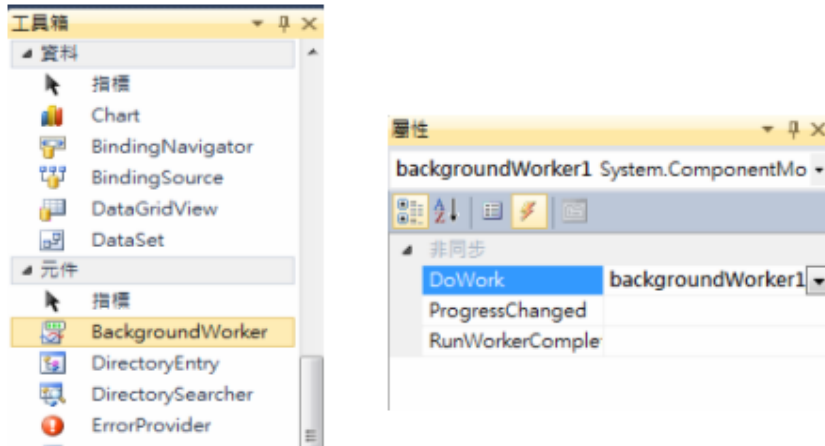 工具箱
資料
指標
Chart
BindingNavigator
BindingSource
DataGridView
DataSet
元件
指標
BackgroundWorker
DirectoryEntry
DirectorySearcher
ErrorProvider
屬性
backgroundWorker1 System.ComponentMo
非同步
DoWork backgroundWorker1
ProgressChanged
RunWorkerComple